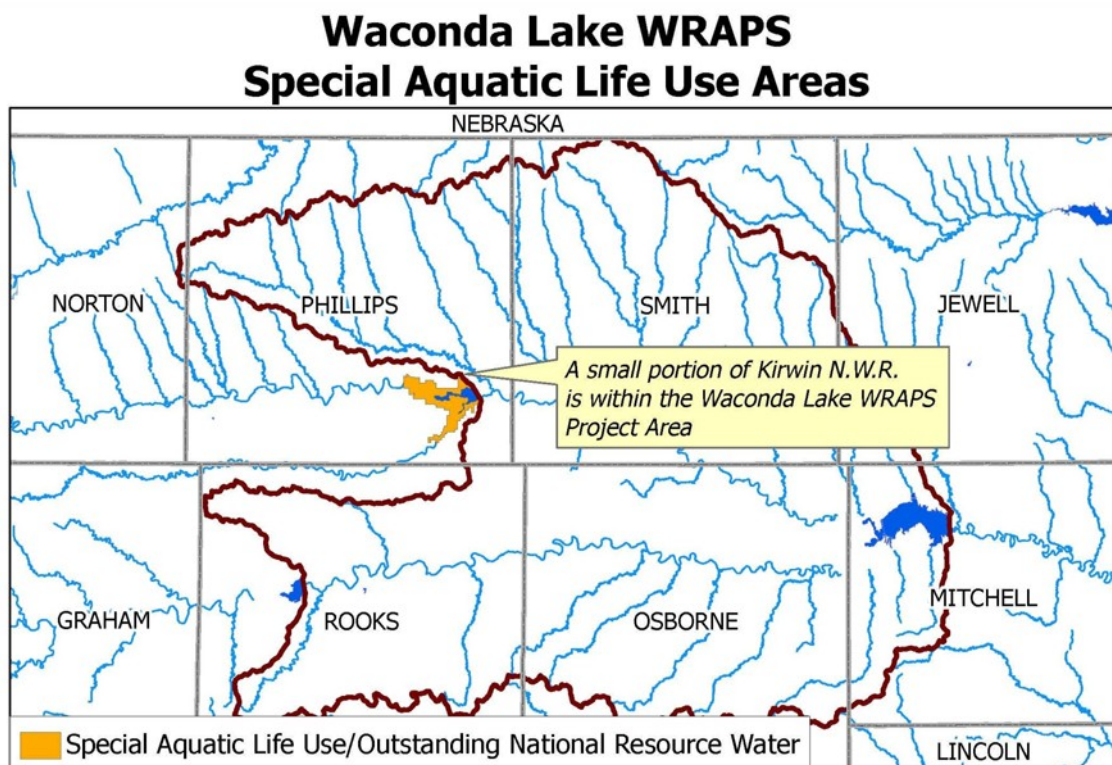 Waconda Lake WRAPS
Special Aquatic Life Use Areas
NEBRASKA
NORTON
PHILLIPS
SMITH
JEWELL
A small portion of Kirwin N.W.R.
is within the Waconda Lake WRAPS
Project Area
GRAHAM
ROOKS
OSBORNE
MITCHELL
Special Aquatic Life Use/Outstanding National Resource Water
LINCOLN